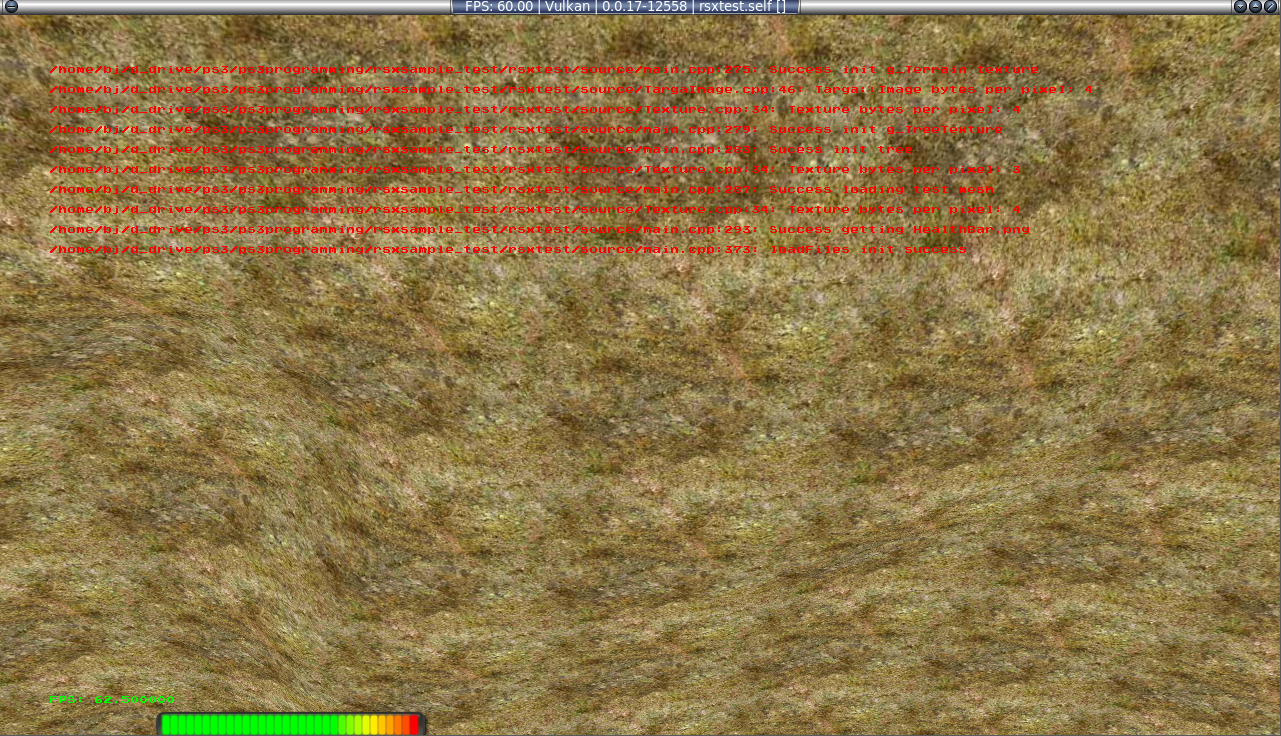 FPS: 60.00 | Vulkan | 0.0.17-12558 | rsxtest.self []
/home/bj/d_drive/ps3/ps3programming/rsxsample_test/rsxtest/source/main.cpp:275: Success init g_Terrain texture
/home/bj/d_drive/ps3/ps3programming/rsxsample_test/rsxtest/source/TargaImage.cpp:46: Targa::Image bytes per pixel: 4
/home/bj/d_drive/ps3/ps3programming/rsxsample_test/rsxtest/source/Texture.cpp:34: Texture bytes per pixel: 4
/home/bj/d_drive/ps3/ps3programming/rsxsample_test/rsxtest/source/main.cpp:279: Success init g_TreeTexture
/home/bj/d_drive/ps3/ps3programming/rsxsample_test/rsxtest/source/main.cpp:863: Sucess init tree
/home/bj/d_drive/ps3/ps3programming/rsxsample_test/rsxtest/source/Texture.cpp:34: Texture bytes per pixel: 3
/home/bj/d_drive/ps3/ps3programming/rsxsample_test/rsxtest/source/main.cpp:287: Success loading test mesh
/home/bj/d_drive/ps3/ps3programming/rsxsample_test/rsxtest/source/Texture.cpp:34: Texture bytes per pixel: 4
/home/bj/d_drive/ps3/ps3programming/rsxsample_test/rsxtest/source/main.cpp:293: Success getting HealthBar.png
/home/bj/d_drive/ps3/ps3programming/rsxsample_test/rsxtest/source/main.cpp:373: loadFiles init success
FPS: 62.500000